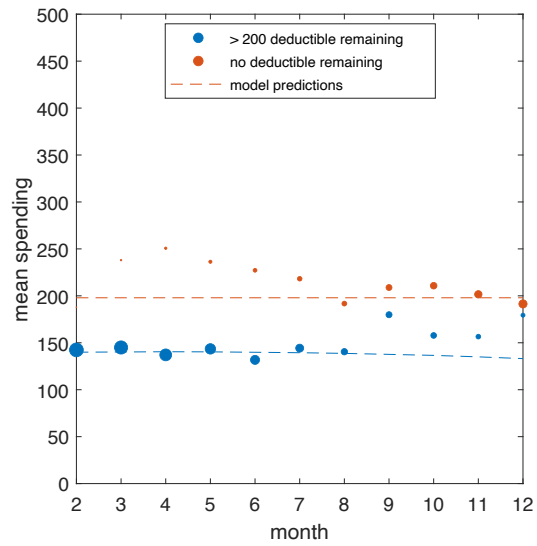 > 200 deductible remaining
no deductible remaining
model predictions
mean spending
500
450
400
350
300
250
200
150
100
50
0
2 3 4 5 6 7 8 9 10 11 12
month